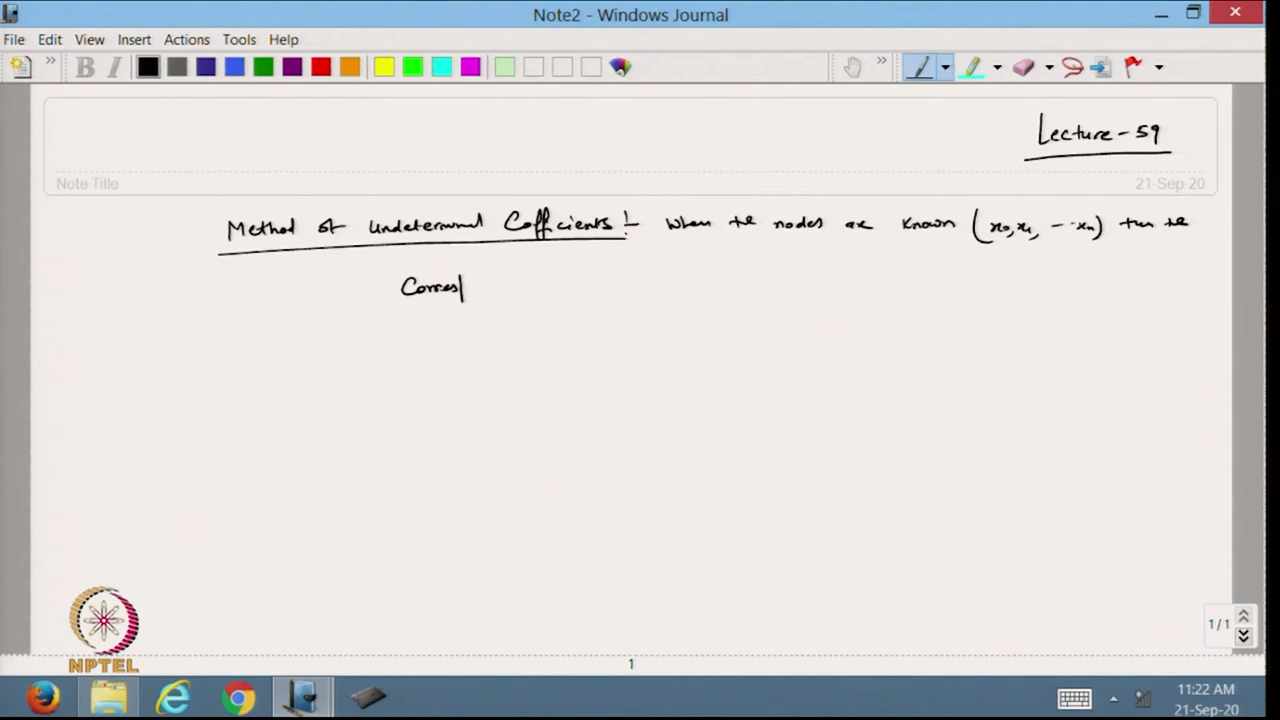 Note2 - Windows Journal
File Edit View Insert Actions Tools Help
B I
Lecture - 59
Note Title
21-Sep-20
Method of Undetermined Cofficients :- When the nodes are known (x₀, x₁, --- xₙ) then the
Corres
1/1
NPTEL
1
11:22 AM
21-Sep-20